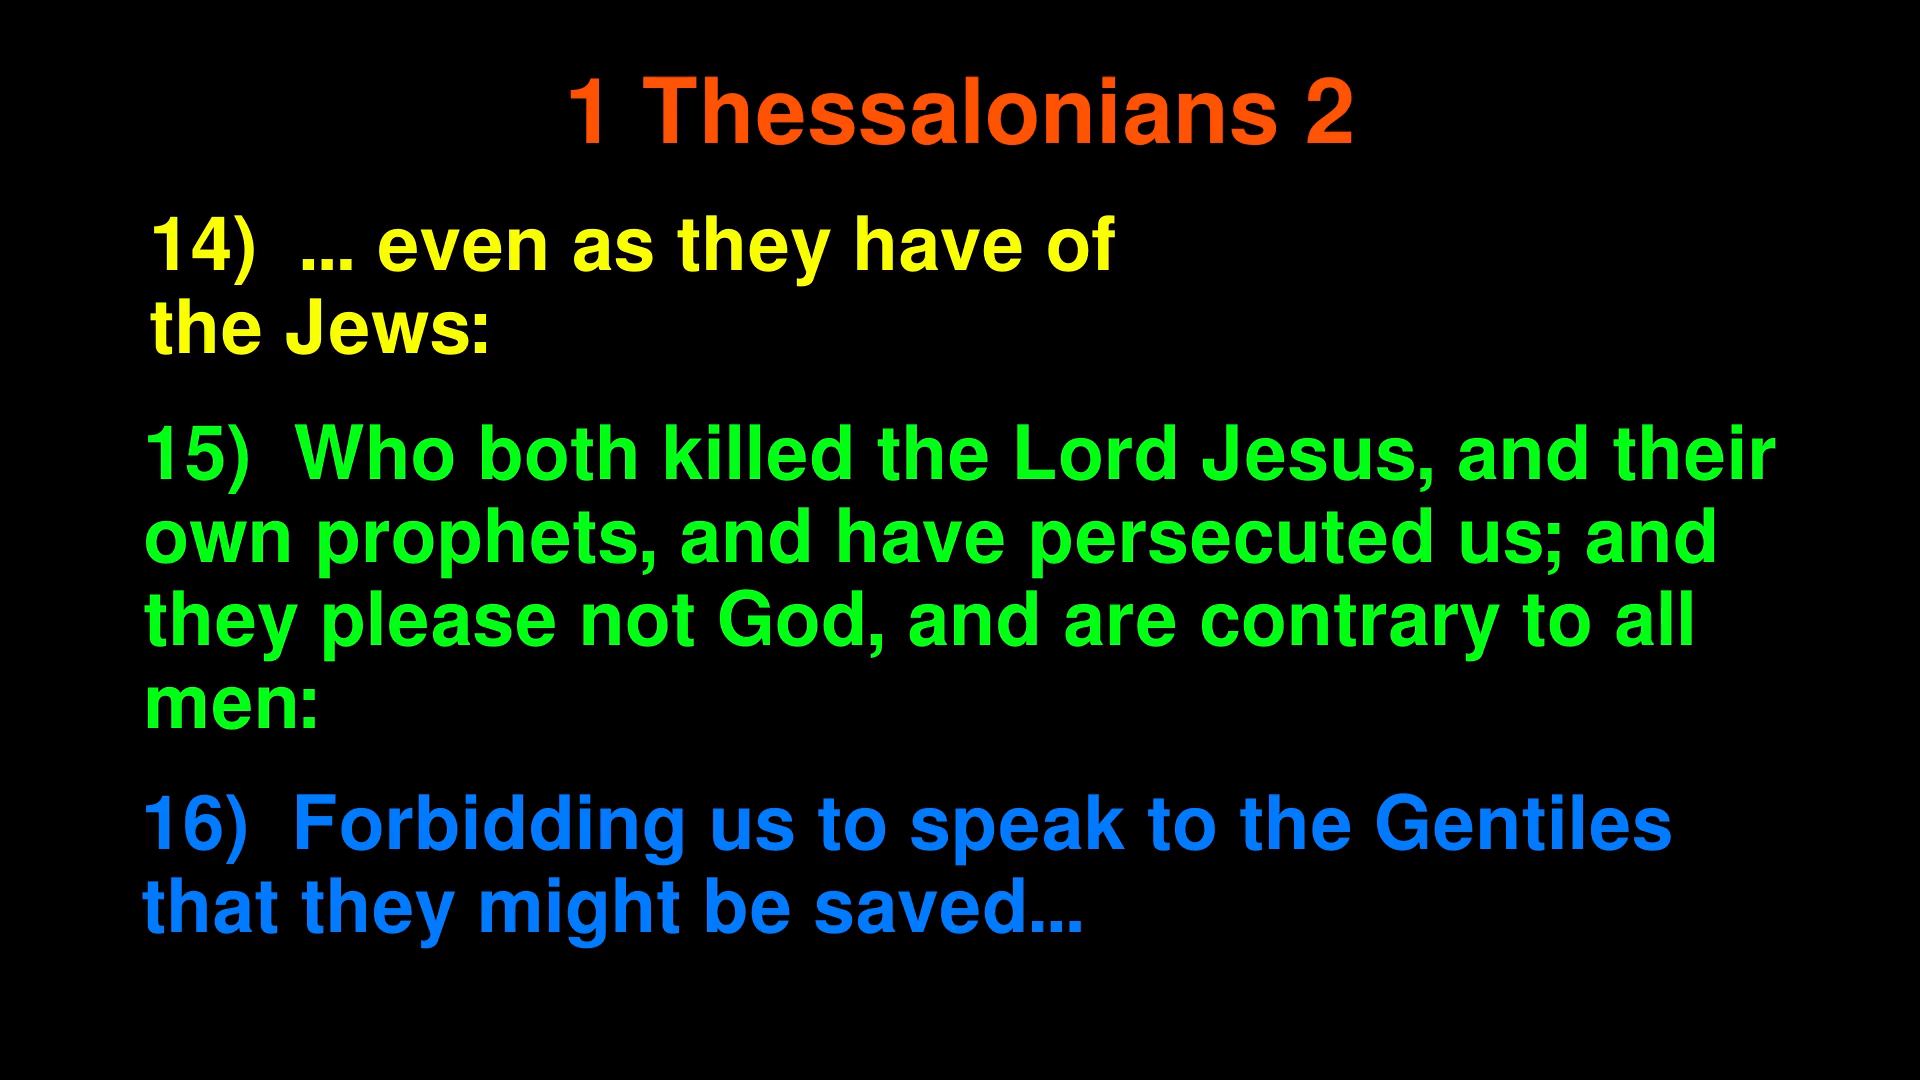 1 Thessalonians 2
14)  ... even as they have of
the Jews:
15)  Who both killed the Lord Jesus, and their
own prophets, and have persecuted us; and
they please not God, and are contrary to all
men:
16)  Forbidding us to speak to the Gentiles
that they might be saved...